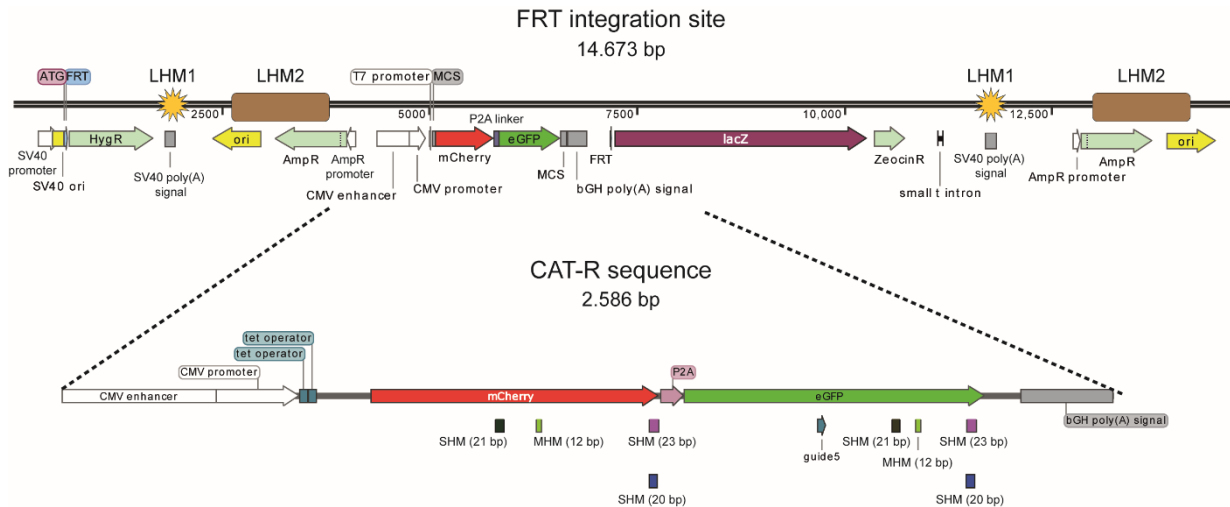 FRT integration site
14.673 bp
ATG FRT
LHM1
LHM2
T7 promoter MCS
LHM1
LHM2
2500
5000
7500
10,000
12,500
HygR
ori
AmpR
P2A linker
mCherry
eGFP
lacZ
ZeocinR
AmpR
ori
SV40 promoter
SV40 ori
SV40 poly(A) signal
AmpR promoter
CMV enhancer
CMV promoter
MCS
bGH poly(A) signal
FRT
small t intron
SV40 poly(A) signal
AmpR promoter
CAT-R sequence
2.586 bp
tet operator
tet operator
CMV promoter
P2A
CMV enhancer
mCherry
eGFP
bGH poly(A) signal
SHM (21 bp)
MHM (12 bp)
SHM (23 bp)
guide5
SHM (21 bp)
MHM (12 bp)
SHM (23 bp)
SHM (20 bp)
SHM (20 bp)